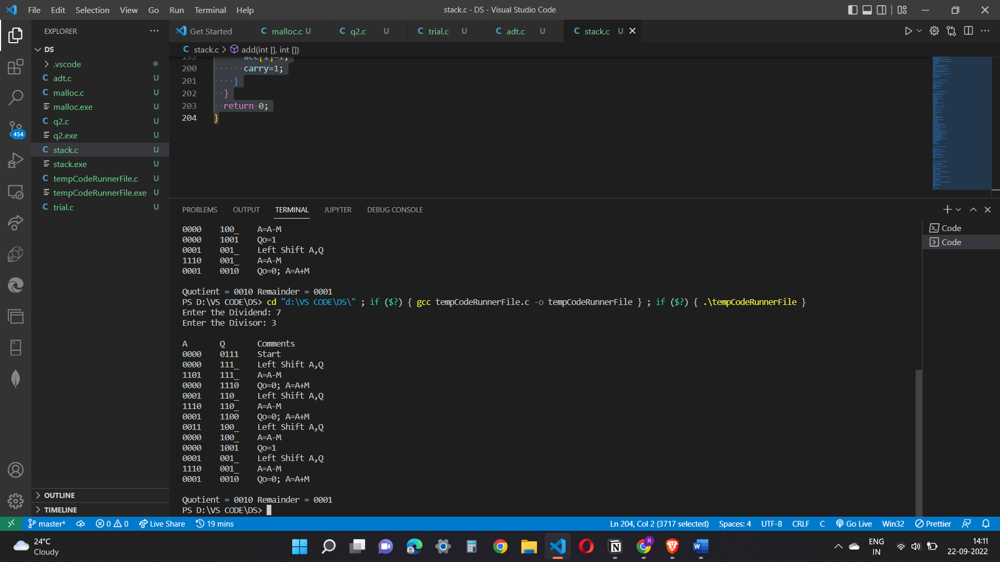 File Edit Selection View Go Run Terminal Help
stack.c - DS - Visual Studio Code
EXPLORER
DS
.vscode
C adt.c U
C malloc.c U
malloc.exe U
C q2.c U
q2.exe U
C stack.c U
stack.exe U
C tempCodeRunnerFile.c U
tempCodeRunnerFile.exe U
C trial.c U
OUTLINE
TIMELINE
454
Get Started
C malloc.c U
C q2.c U
C trial.c U
C adt.c U
C stack.c U
C stack.c > add(int [], int [])
199 acc[i]=1;
200 carry=1;
201 }
202 }
203 return 0;
204 }
PROBLEMS OUTPUT TERMINAL JUPYTER DEBUG CONSOLE
0000 100_ A=A-M
0000 1001 Qo=1
0001 001_ Left Shift A,Q
1110 001_ A=A-M
0001 0010 Qo=0; A=A+M
Quotient = 0010 Remainder = 0001
PS D:\VS CODE\DS> cd "d:\VS CODE\DS\" ; if ($?) { gcc tempCodeRunnerFile.c -o tempCodeRunnerFile } ; if ($?) { .\tempCodeRunnerFile }
Enter the Dividend: 7
Enter the Divisor: 3
A Q Comments
0000 0111 Start
0000 111_ Left Shift A,Q
1101 111_ A=A-M
0000 1110 Qo=0; A=A+M
0001 110_ Left Shift A,Q
1110 110_ A=A-M
0001 1100 Qo=0; A=A+M
0011 100_ Left Shift A,Q
0000 100_ A=A-M
0000 1001 Qo=1
0001 001_ Left Shift A,Q
1110 001_ A=A-M
0001 0010 Qo=0; A=A+M
Quotient = 0010 Remainder = 0001
PS D:\VS CODE\DS>
Code
Code
master* 0 0 Live Share 19 mins
Ln 204, Col 2 (3717 selected) Spaces: 4 UTF-8 CRLF C Go Live Win32 Prettier
24°C
Cloudy
R
W
ENG
IN
14:11
22-09-2022